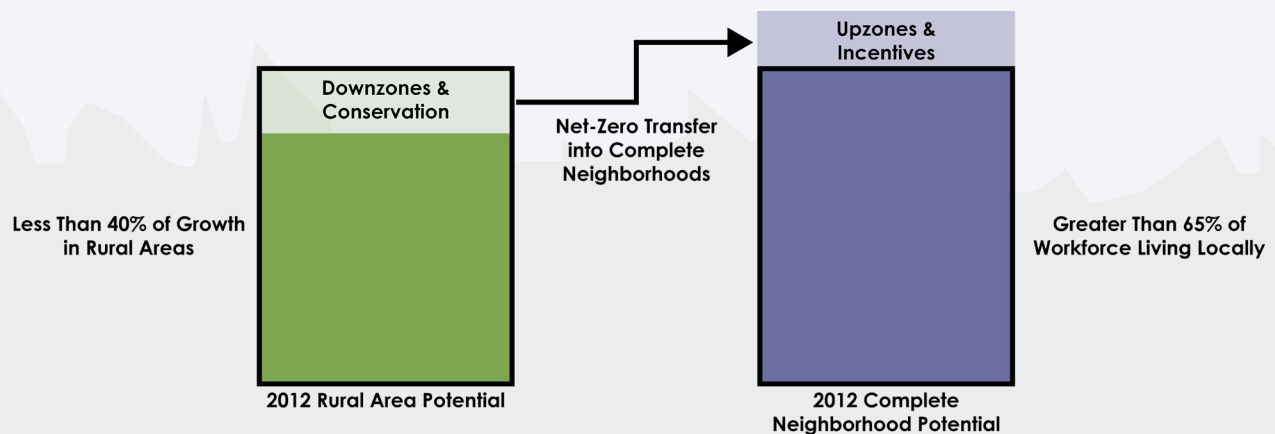 Upzones &
Incentives
Downzones &
Conservation
Net-Zero Transfer
into Complete
Neighborhoods
Less Than 40% of Growth
in Rural Areas
Greater Than 65% of
Workforce Living Locally
2012 Rural Area Potential
2012 Complete
Neighborhood Potential